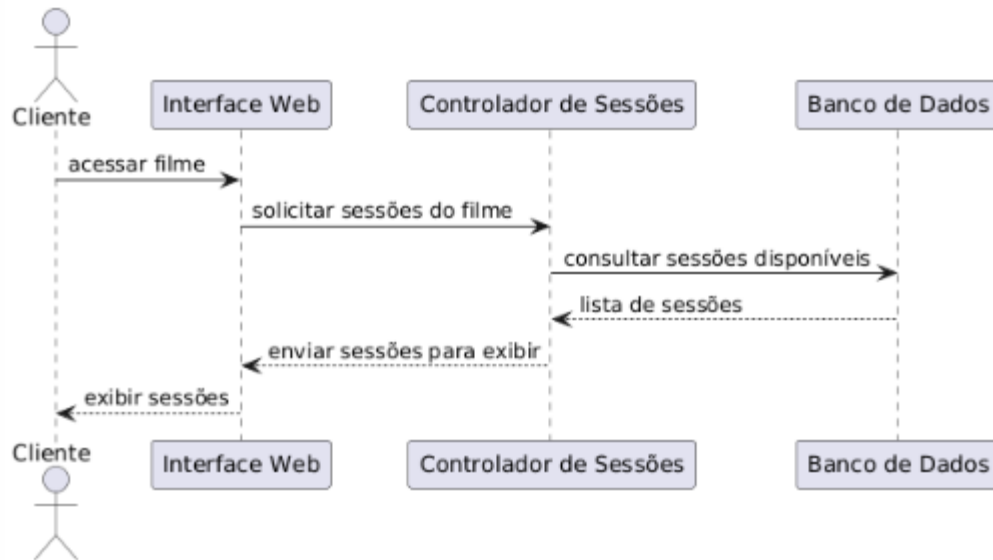 Cliente
Interface Web
Controlador de Sessões
Banco de Dados
acessar filme
solicitar sessões do filme
consultar sessões disponíveis
lista de sessões
enviar sessões para exibir
exibir sessões
Cliente
Interface Web
Controlador de Sessões
Banco de Dados